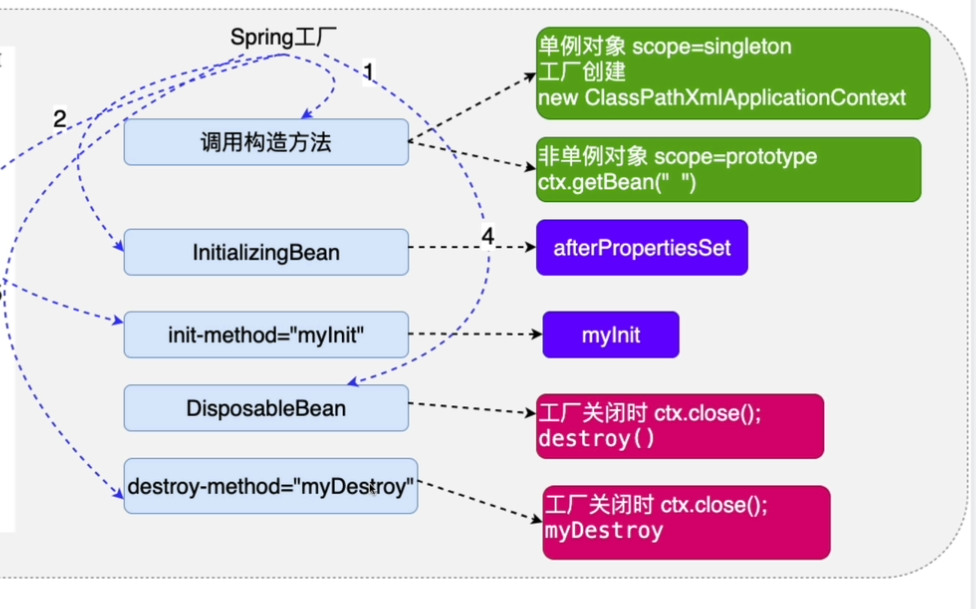 Spring工厂
1
2
调用构造方法
单例对象 scope=singleton
工厂创建
new ClassPathXmlApplicationContext
非单例对象 scope=prototype
ctx.getBean(" ")
InitializingBean
4
afterPropertiesSet
init-method="myInit"
myInit
DisposableBean
工厂关闭时 ctx.close();
destroy()
destroy-method="myDestroy"
工厂关闭时 ctx.close();
myDestroy